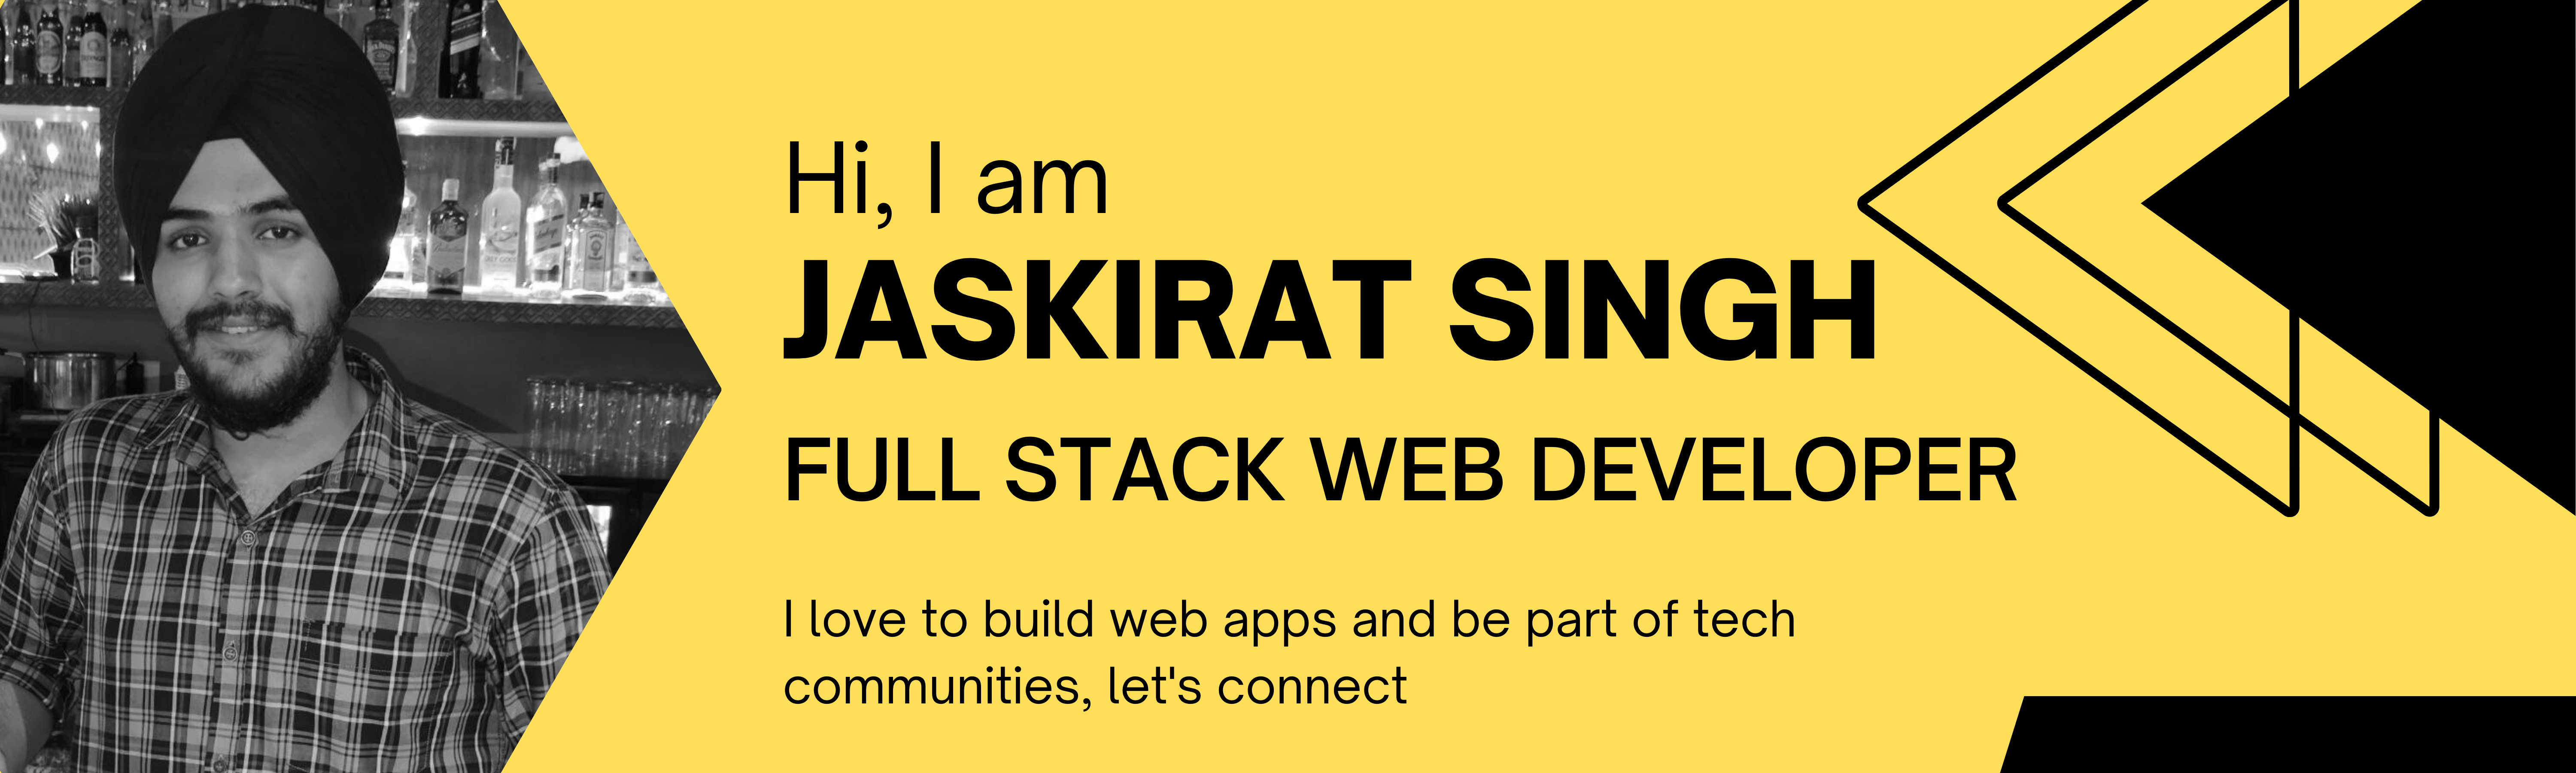 Hi, I am
JASKIRAT SINGH
FULL STACK WEB DEVELOPER
I love to build web apps and be part of tech
communities, let's connect